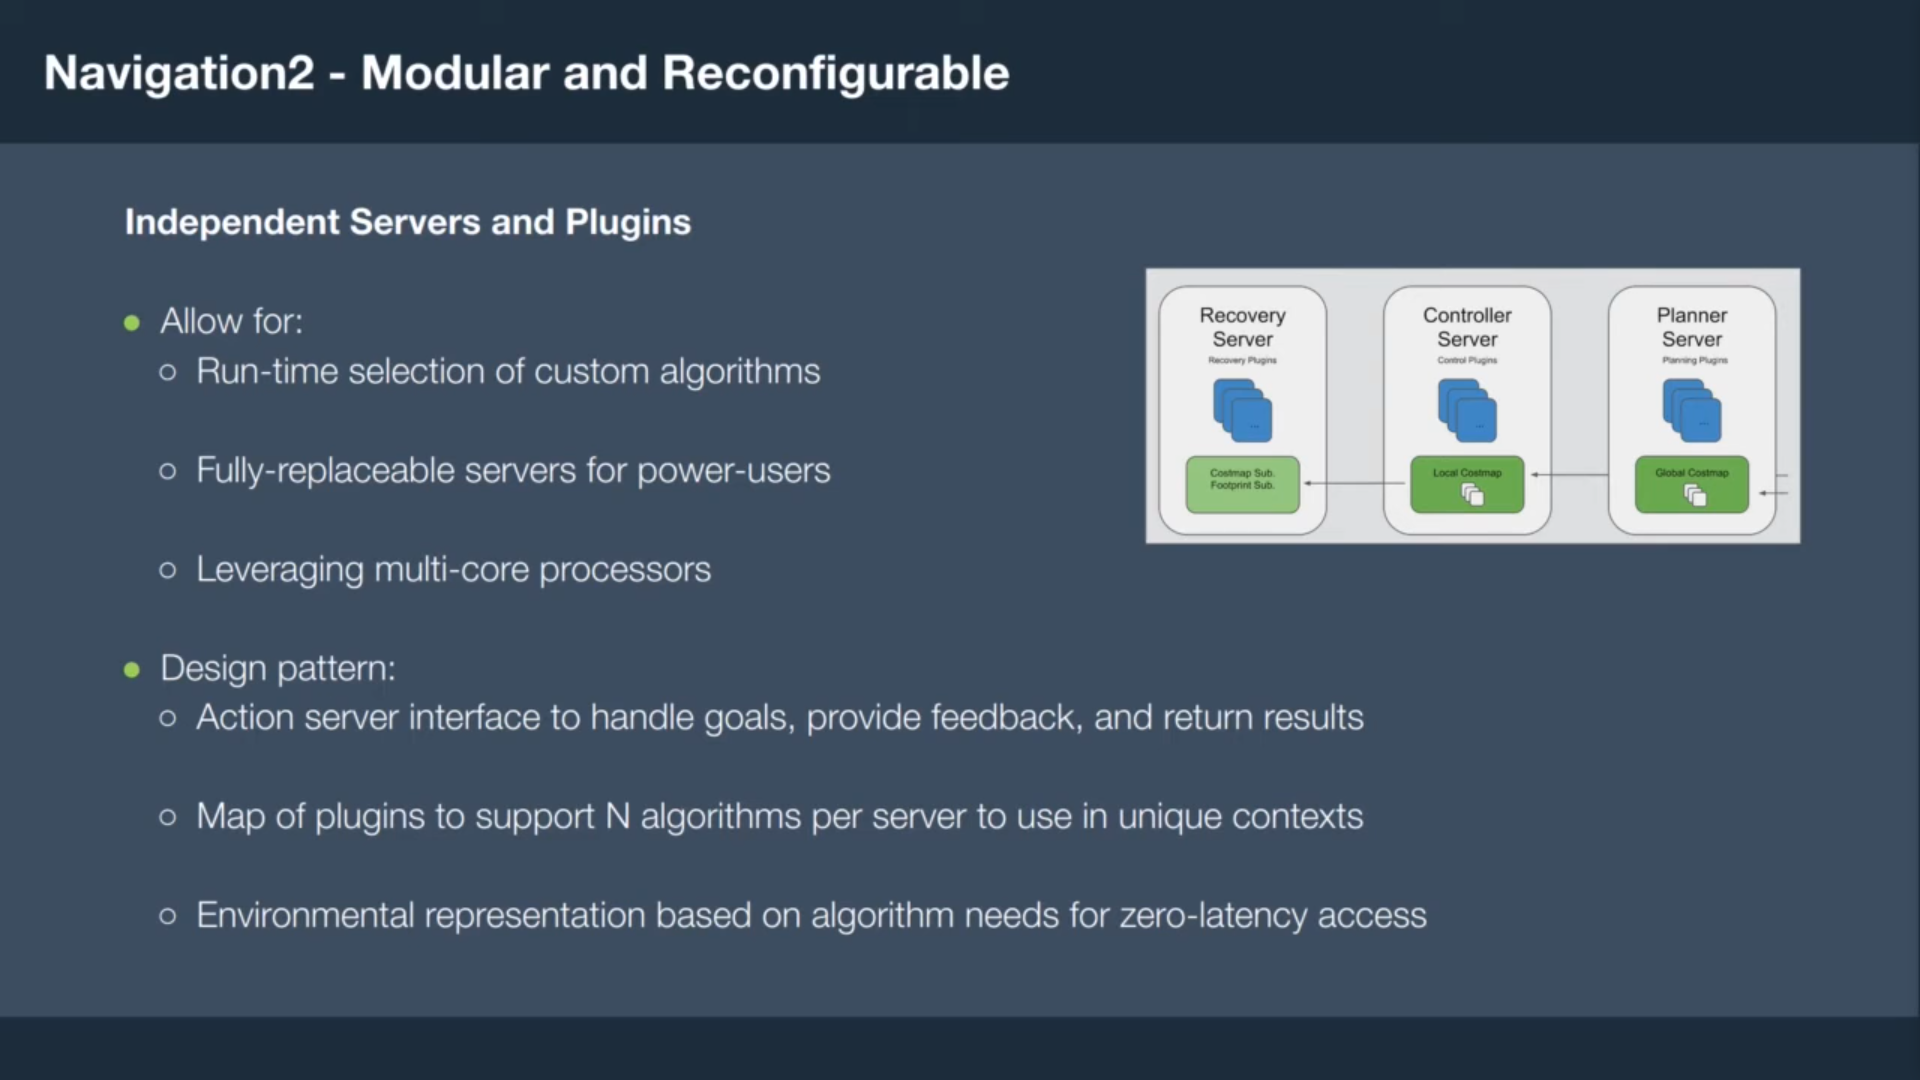 Navigation2 - Modular and Reconfigurable
Independent Servers and Plugins
Allow for:
Run-time selection of custom algorithms
Fully-replaceable servers for power-users
Leveraging multi-core processors
Design pattern:
Action server interface to handle goals, provide feedback, and return results
Map of plugins to support N algorithms per server to use in unique contexts
Environmental representation based on algorithm needs for zero-latency access
Recovery
Server
Recovery Plugins
...
Costmap Sub.
Footprint Sub.
Controller
Server
Control Plugins
...
Local Costmap
Planner
Server
Planning Plugins
...
Global Costmap